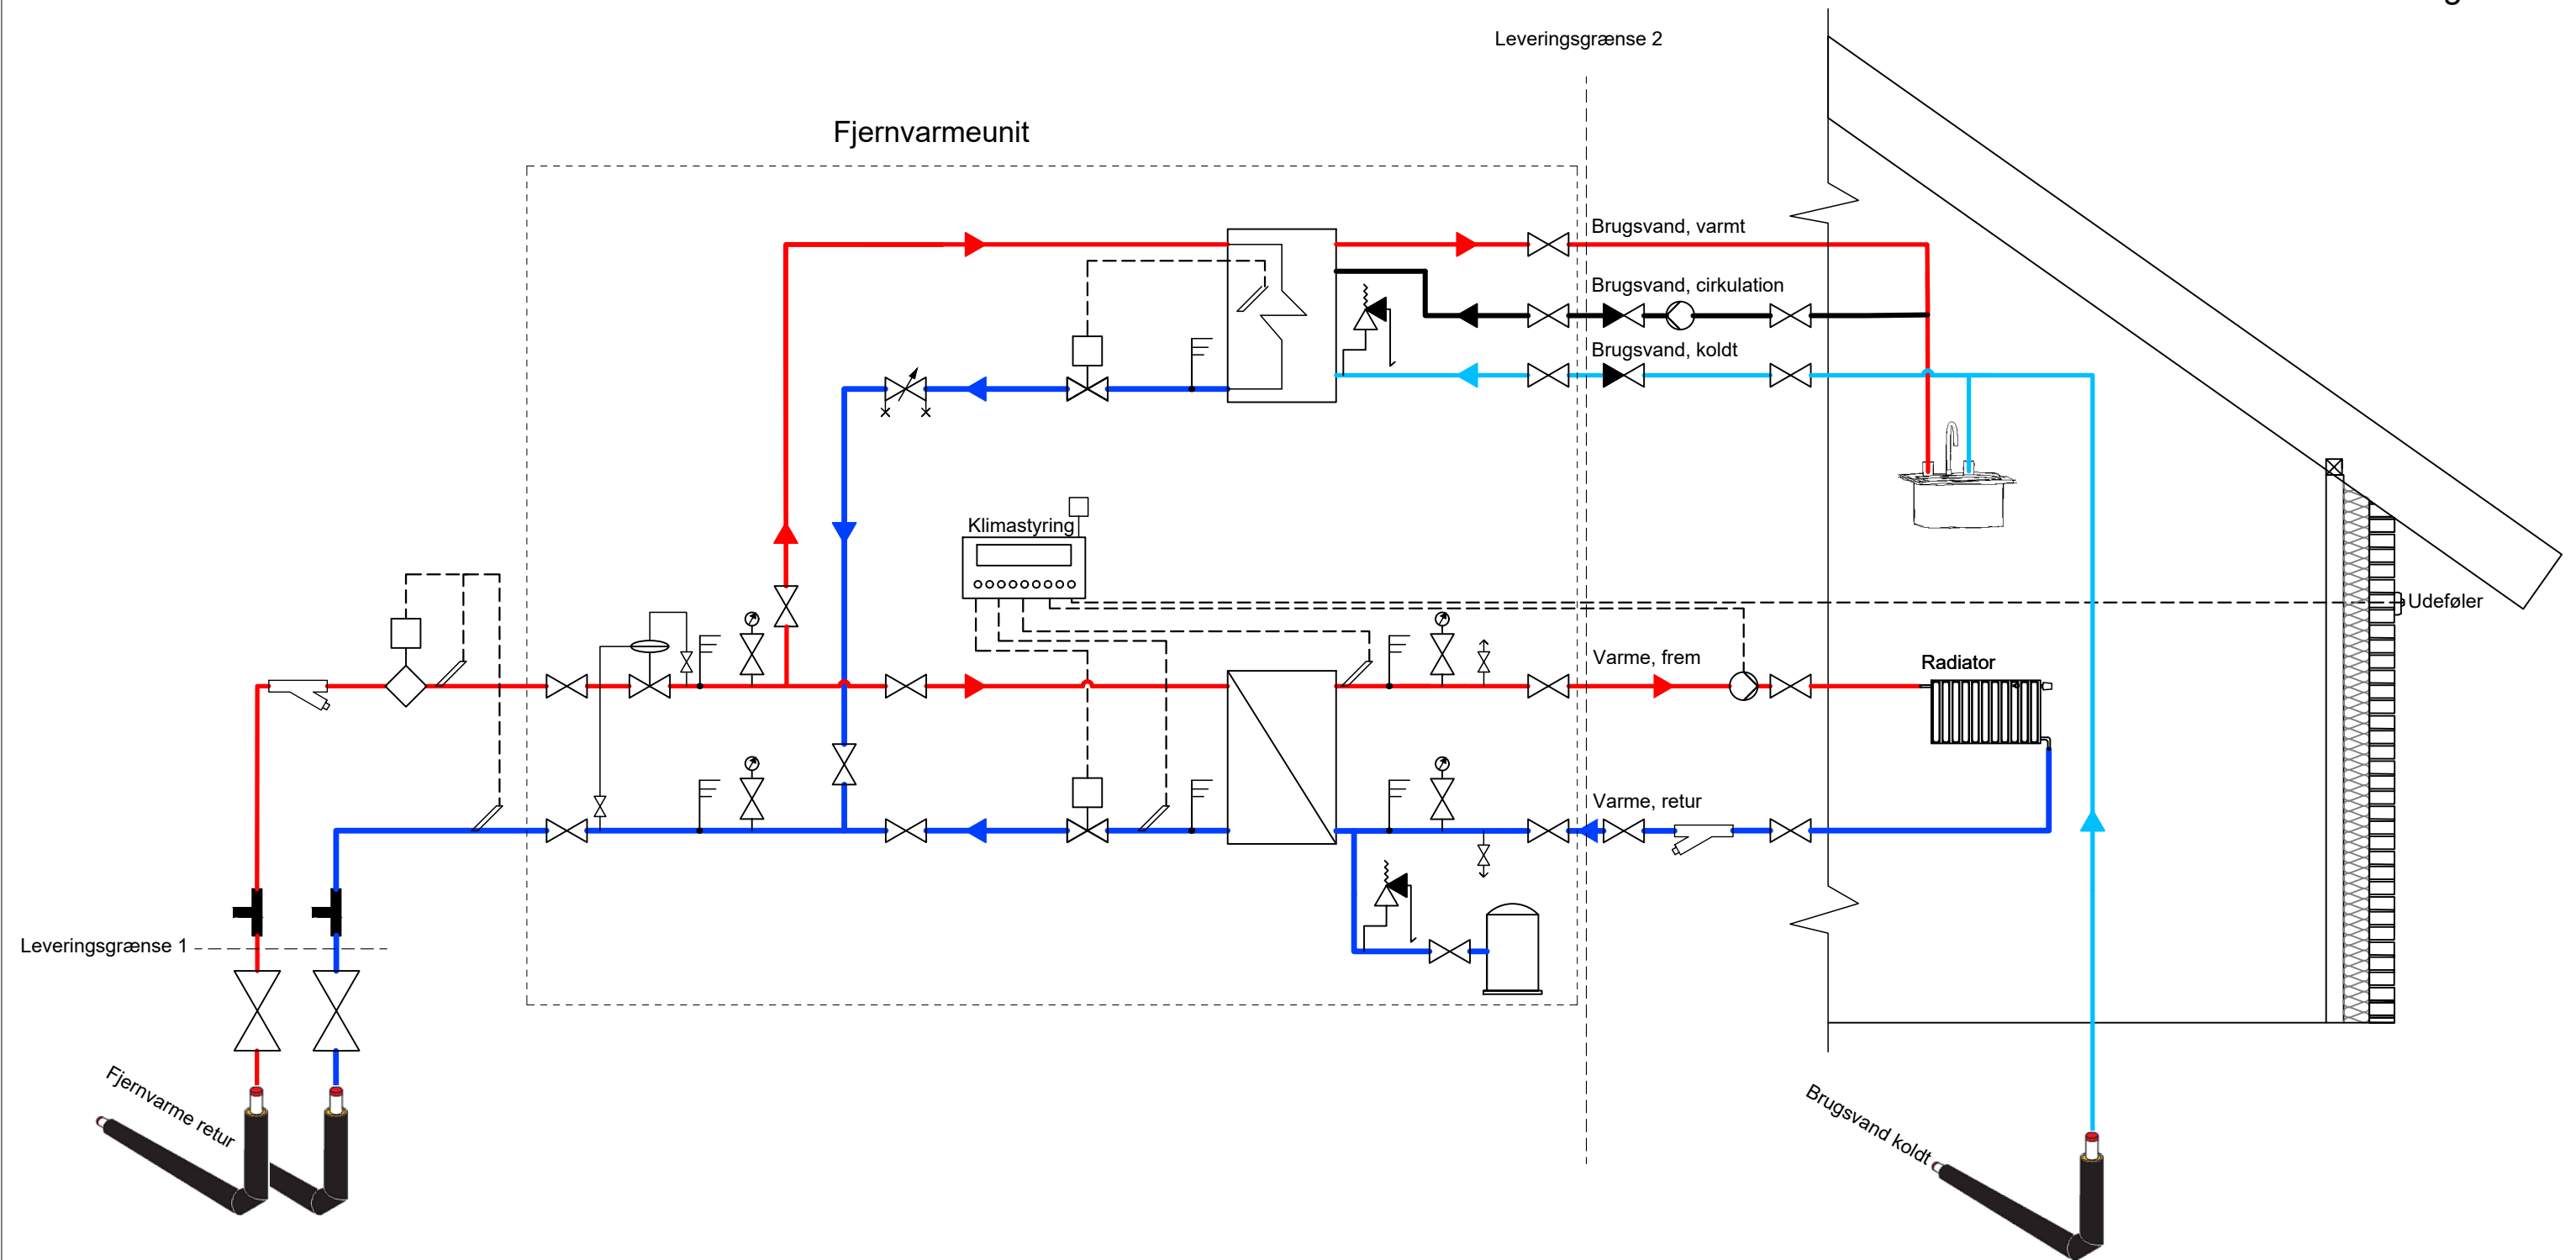 Leveringsgrænse 2
Fjernvarmeunit
Brugsvand, varmt
Brugsvand, cirkulation
Brugsvand, koldt
Klimastyring
Udeføler
Varme, frem
Radiator
Varme, retur
Leveringsgrænse 1
Fjernvarme retur
Brugsvand koldt